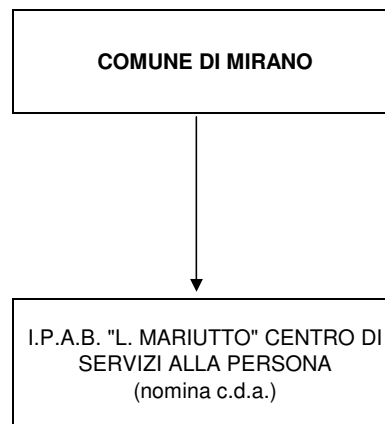 COMUNE DI MIRANO
I.P.A.B. "L. MARIUTTO" CENTRO DI
SERVIZI ALLA PERSONA
(nomina c.d.a.)